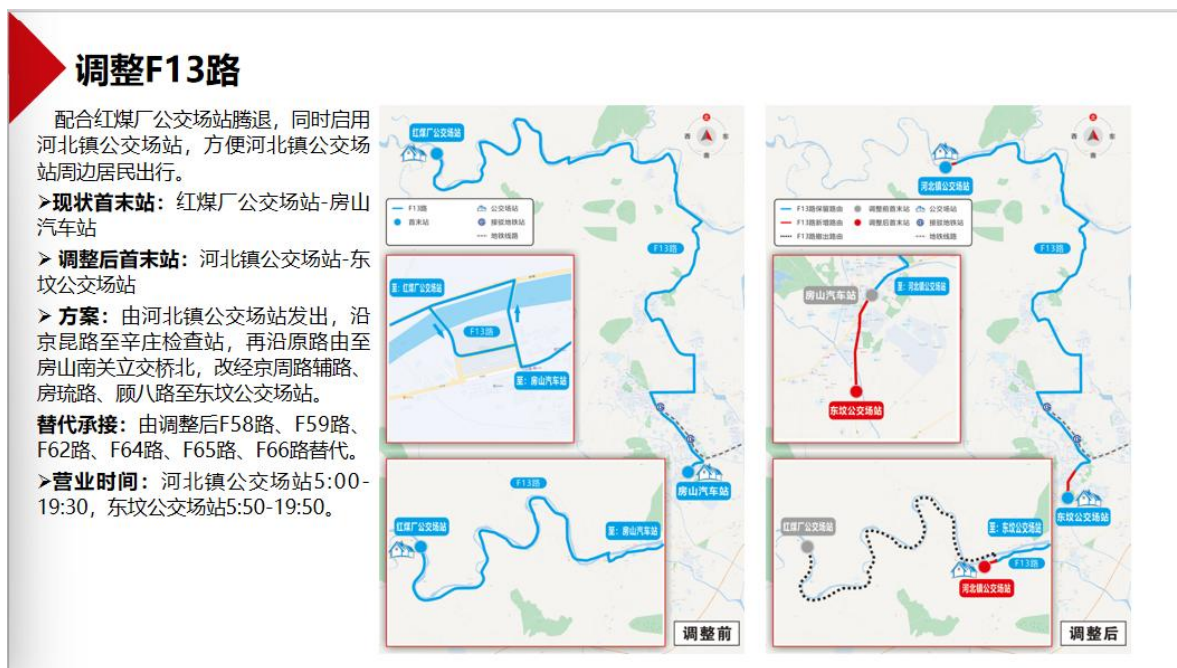 调整F13路
配合红煤厂公交场站腾退，同时启用
河北镇公交场站，方便河北镇公交场
站周边居民出行。
➢现状首末站：红煤厂公交场站-房山
汽车站
➢ 调整后首末站：河北镇公交场站-东
坟公交场站
➢ 方案：由河北镇公交场站发出，沿
京昆路至辛庄检查站，再沿原路由至
房山南关立交桥北，改经京周路辅路、
房琉路、顾八路至东坟公交场站。
替代承接：由调整后F58路、F59路、
F62路、F64路、F65路、F66路替代。
➢营业时间：河北镇公交场站5:00-
19:30，东坟公交场站5:50-19:50。
红煤厂公交场站
北
西
东
南
F13路 公交场站
首末站 接驳地铁站
地铁线路
F13路
至：红煤厂公交场站
F13路
至：房山汽车站
房山汽车站
F13路
红煤厂公交场站
至：房山汽车站
调整前
北
西
东
南
河北镇公交场站
F13路保留路由 调整前首末站 公交场站
F13路新增路由 调整后首末站 接驳地铁站
F13路撤出路由 地铁线路
F13路
房山汽车站
至：河北镇公交场站
东坟公交场站
东坟公交场站
红煤厂公交场站
至：东坟公交场站
F13路
河北镇公交场站
调整后